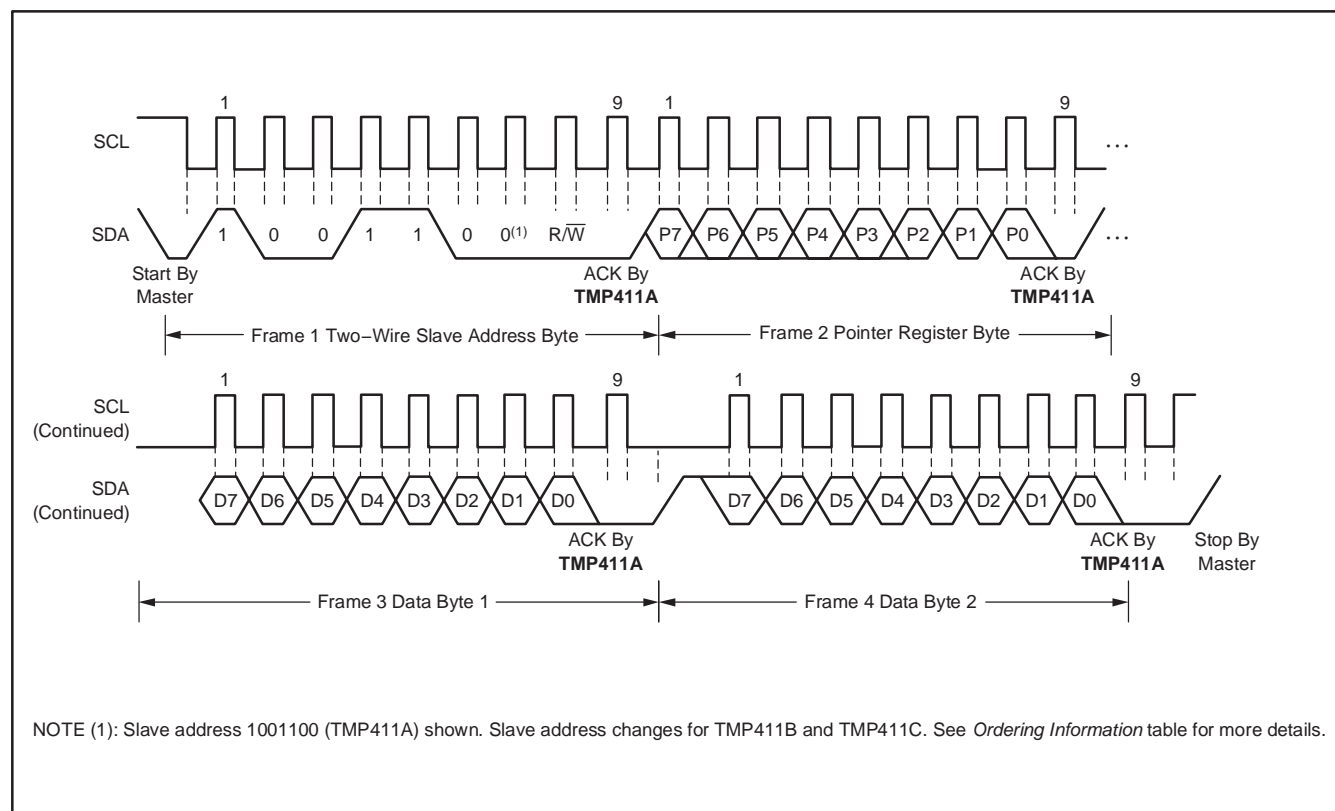 1 9 1 9
SCL ...
SDA 1 0 0 1 1 0 0(1) R/W̅ P7 P6 P5 P4 P3 P2 P1 P0 ...
Start By
Master
ACK By
TMP411A
ACK By
TMP411A
Frame 1 Two−Wire Slave Address Byte
Frame 2 Pointer Register Byte
1 9 1 9
SCL
(Continued)
SDA
(Continued)
D7 D6 D5 D4 D3 D2 D1 D0 D7 D6 D5 D4 D3 D2 D1 D0
ACK By
TMP411A
ACK By
TMP411A
Stop By
Master
Frame 3 Data Byte 1
Frame 4 Data Byte 2
NOTE (1): Slave address 1001100 (TMP411A) shown. Slave address changes for TMP411B and TMP411C. See Ordering Information table for more details.